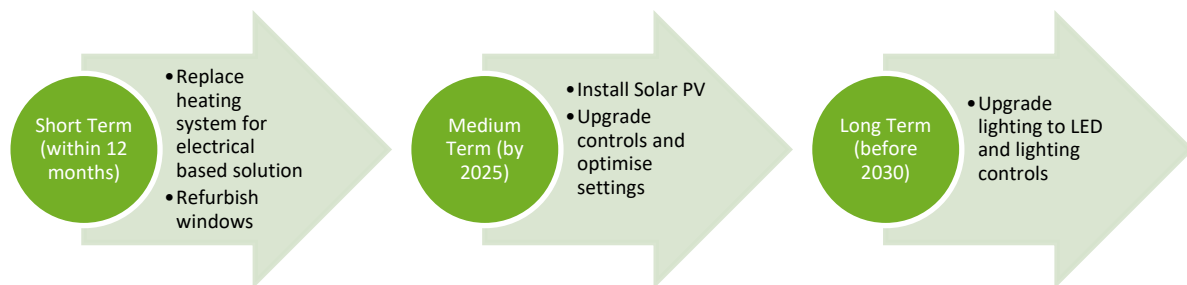 Short Term
(within 12
months)
•Replace
heating
system for
electrical
based solution
•Refurbish
windows
Medium
Term (by
2025)
•Install Solar PV
•Upgrade
controls and
optimise
settings
Long Term
(before
2030)
•Upgrade
lighting to LED
and lighting
controls